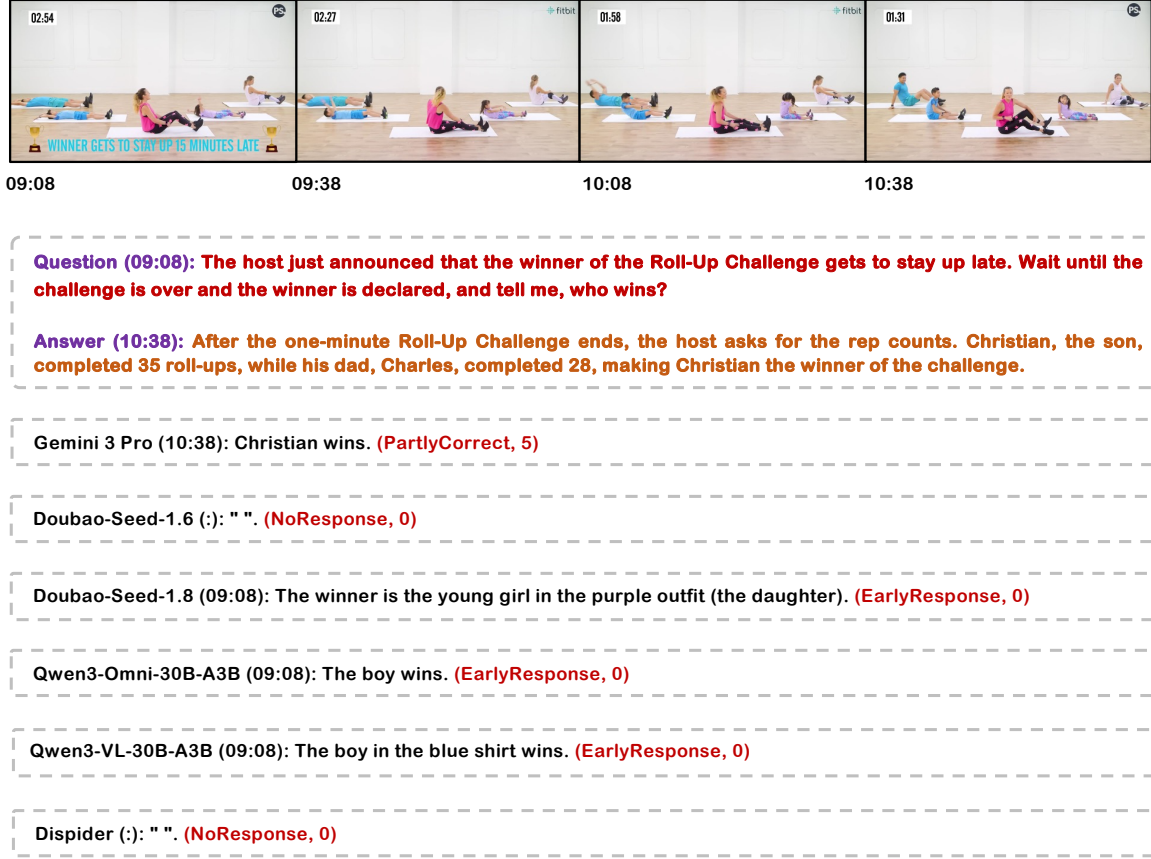 02:54
PS.
02:27
fitbit
01:58
fitbit
01:31
PS.
WINNER GETS TO STAY UP 15 MINUTES LATE
09:08
09:38
10:08
10:38
Question (09:08): The host just announced that the winner of the Roll-Up Challenge gets to stay up late. Wait until the
challenge is over and the winner is declared, and tell me, who wins?
Answer (10:38): After the one-minute Roll-Up Challenge ends, the host asks for the rep counts. Christian, the son,
completed 35 roll-ups, while his dad, Charles, completed 28, making Christian the winner of the challenge.
Gemini 3 Pro (10:38): Christian wins. (PartlyCorrect, 5)
Doubao-Seed-1.6 (:): " ". (NoResponse, 0)
Doubao-Seed-1.8 (09:08): The winner is the young girl in the purple outfit (the daughter). (EarlyResponse, 0)
Qwen3-Omni-30B-A3B (09:08): The boy wins. (EarlyResponse, 0)
Qwen3-VL-30B-A3B (09:08): The boy in the blue shirt wins. (EarlyResponse, 0)
Dispider (:): " ". (NoResponse, 0)